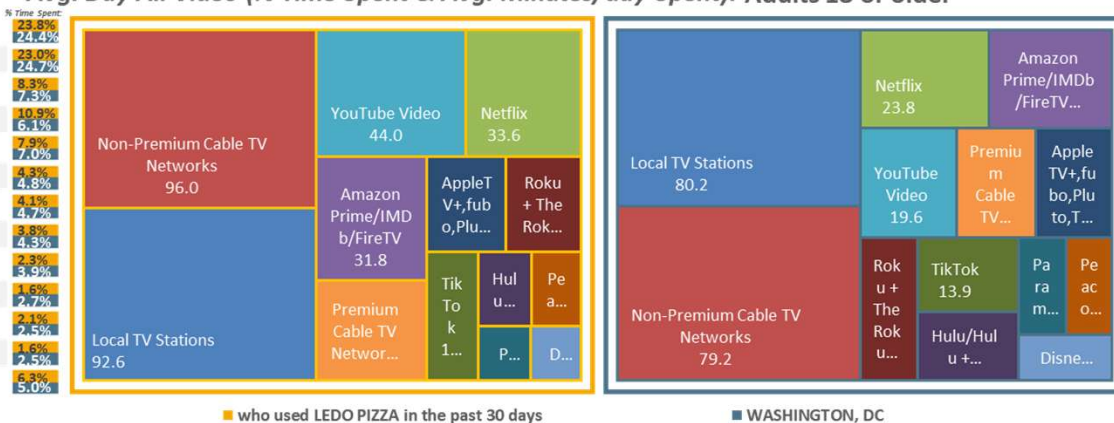 Avg. Day All Video (% Time Spent & Avg. Minutes/day Spent): Adults 18 or older
% Time Spent:
23.8%
24.4%
23.0%
24.7%
8.3%
7.3%
10.9%
6.1%
7.9%
7.0%
4.3%
4.8%
4.1%
4.7%
3.8%
4.3%
2.3%
3.9%
1.6%
2.7%
2.1%
2.5%
1.6%
2.5%
6.3%
5.0%
Non-Premium Cable TV
Networks
96.0
Local TV Stations
92.6
YouTube Video
44.0
Netflix
33.6
Amazon
Prime/IMD
b/FireTV
31.8
AppleT
V+,fub
o,Plu...
Roku
+ The
Rok...
Premium
Cable TV
Networ...
Tik
To
k
1...
Hul
u...
Pe
a...
P...
D...
Local TV Stations
80.2
Non-Premium Cable TV
Networks
79.2
Netflix
23.8
Amazon
Prime/IMDb
/FireTV...
YouTube
Video
19.6
Premiu
m
Cable
TV...
Apple
TV+,fu
bo,Plu
to,T...
Rok
u +
The
Rok
u...
TikTok
13.9
Hulu/Hul
u +...
Pa
ra
m...
Pe
ac
o...
Disne...
who used LEDO PIZZA in the past 30 days
WASHINGTON, DC